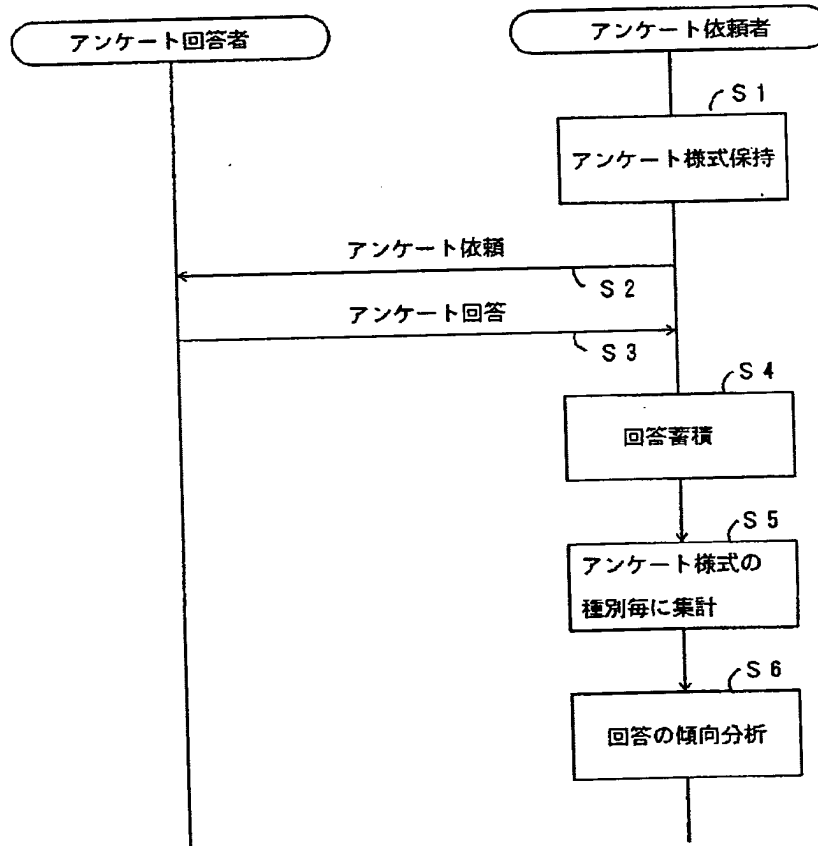 アンケート回答者
アンケート依頼者
S1
アンケート様式保持
アンケート依頼
S2
アンケート回答
S3
S4
回答蓄積
S5
アンケート様式の
種別毎に集計
S6
回答の傾向分析